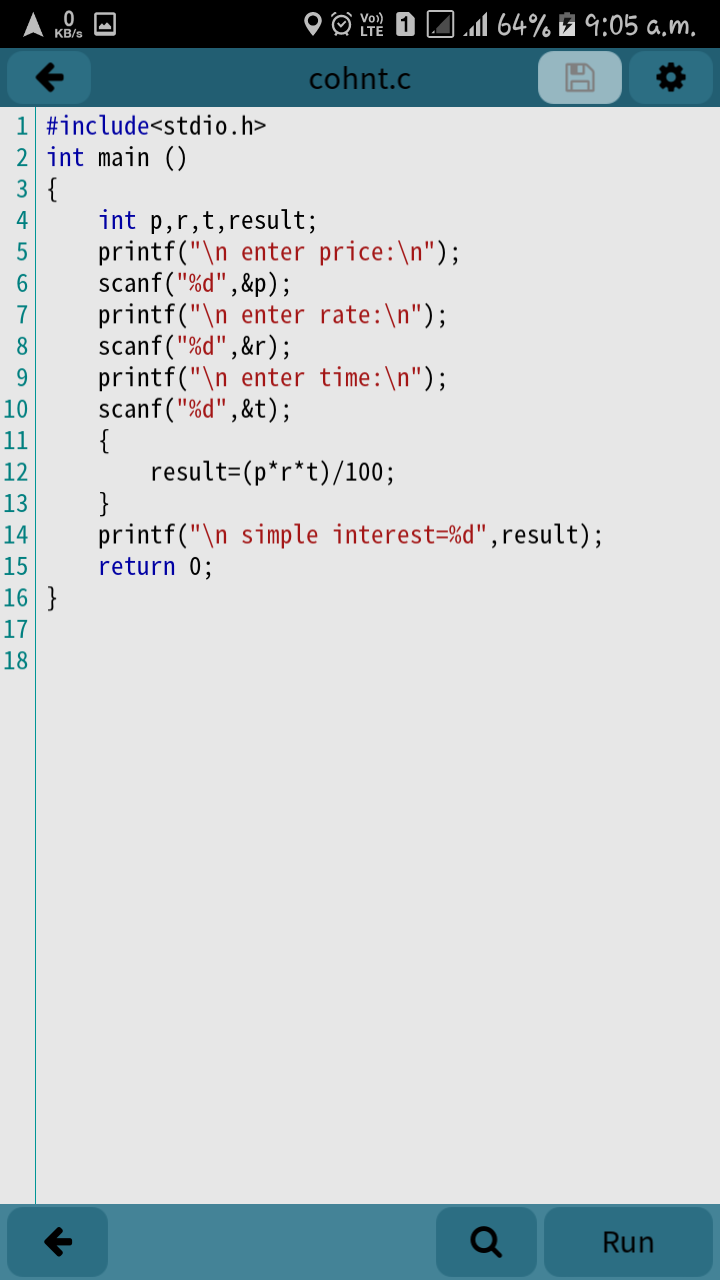 0
KB/s
Vo))
LTE
1
64%
9:05 a.m.
cohnt.c
1 #include<stdio.h>
2 int main ()
3 {
4     int p,r,t,result;
5     printf("\n enter price:\n");
6     scanf("%d",&p);
7     printf("\n enter rate:\n");
8     scanf("%d",&r);
9     printf("\n enter time:\n");
10     scanf("%d",&t);
11     {
12         result=(p*r*t)/100;
13     }
14     printf("\n simple interest=%d",result);
15     return 0;
16 }
17
18
Run